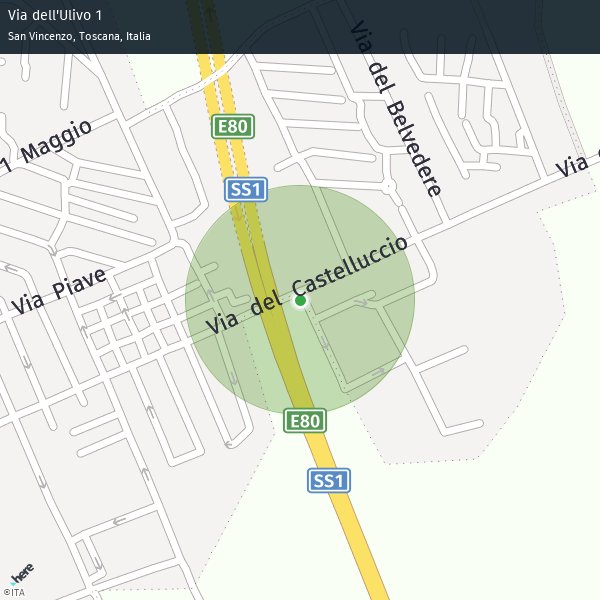 Via dell'Ulivo 1
San Vincenzo, Toscana, Italia
Via del Belvedere
E80
1 Maggio
Via d
SS1
Via del Castelluccio
Via Piave
E80
SS1
here
©ITA